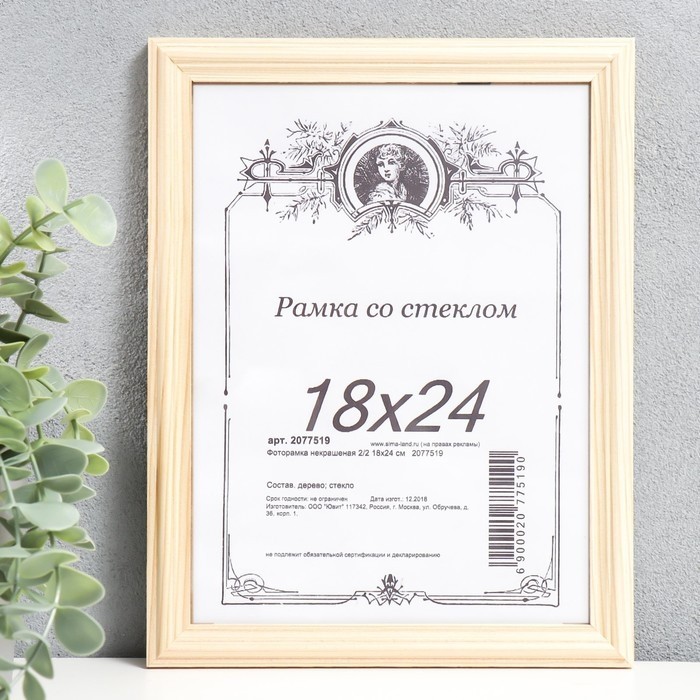 Рамка со стеклом
18х24
арт. 2077519
www.sima-land.ru (на правах рекламы)
Фоторамка некрашеная 2/2 18х24 см 2077519
Состав. дерево; стекло
Срок годности: не ограничен Дата изгот.: 12.2018
Изготовитель: ООО "Ювит" 117342, Россия, г. Москва, ул. Обручева, д.
36, корп. 1.
не подлежит обязательной сертификации и декларированию
6 900020 775190